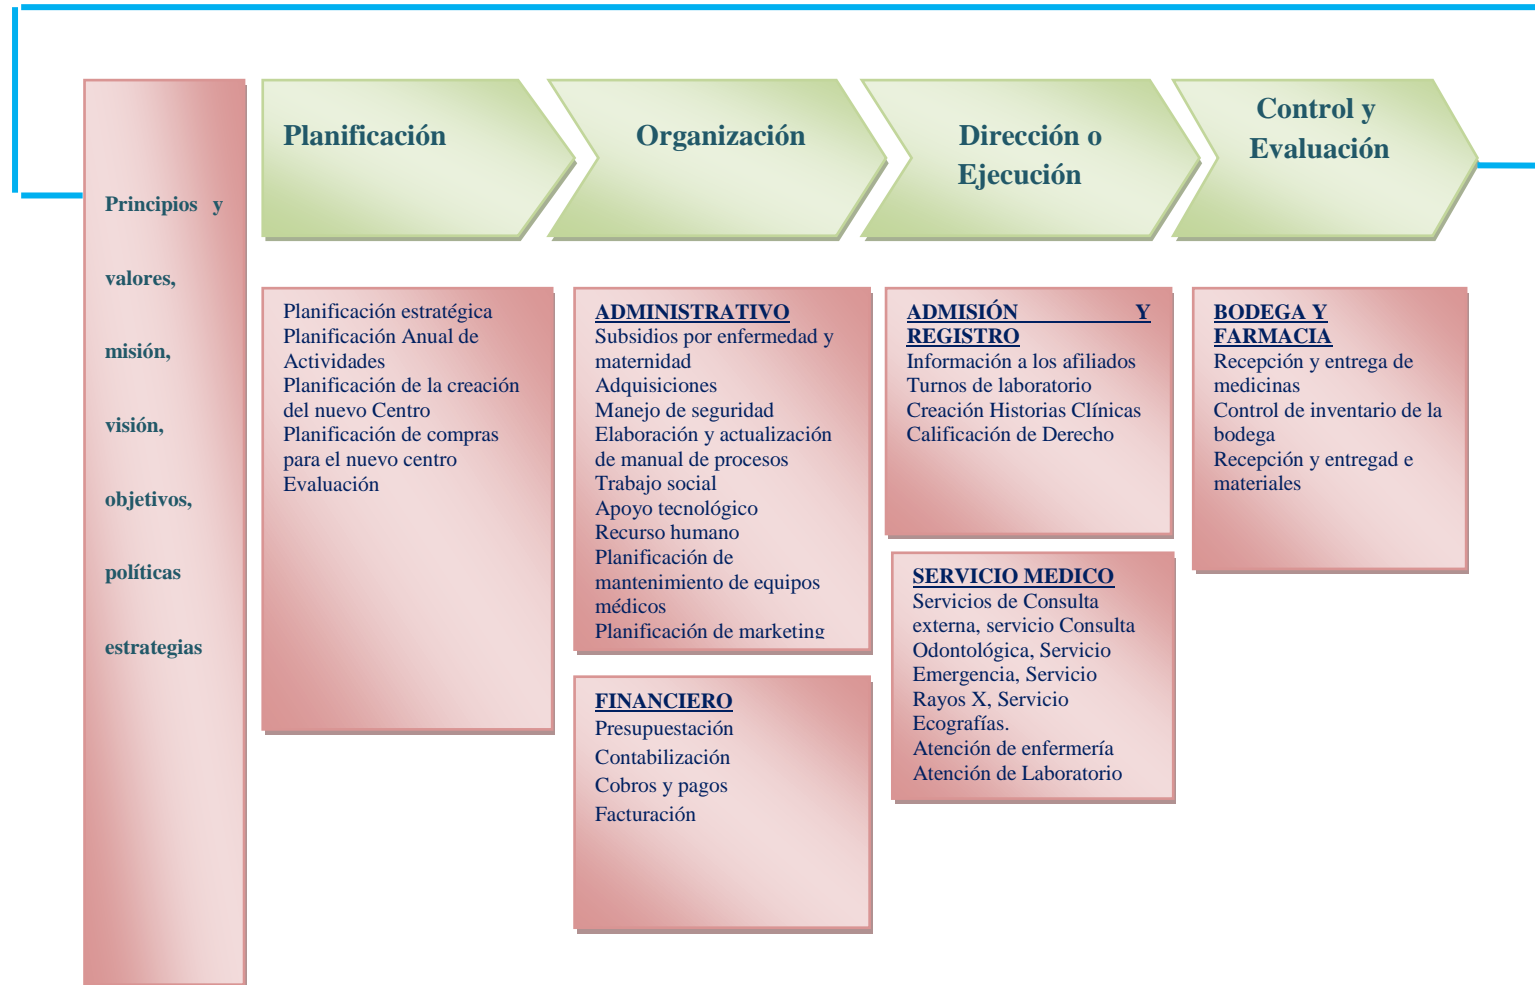 Principios y
valores,
misión,
visión,
objetivos,
políticas
estrategias
Planificación
Organización
Dirección o
Ejecución
Control y
Evaluación
Planificación estratégica
Planificación Anual de
Actividades
Planificación de la creación
del nuevo Centro
Planificación de compras
para el nuevo centro
Evaluación
ADMINISTRATIVO
Subsidios por enfermedad y
maternidad
Adquisiciones
Manejo de seguridad
Elaboración y actualización
de manual de procesos
Trabajo social
Apoyo tecnológico
Recurso humano
Planificación de
mantenimiento de equipos
médicos
Planificación de marketing
FINANCIERO
Presupuestación
Contabilización
Cobros y pagos
Facturación
ADMISIÓN Y
REGISTRO
Información a los afiliados
Turnos de laboratorio
Creación Historias Clínicas
Calificación de Derecho
SERVICIO MEDICO
Servicios de Consulta
externa, servicio Consulta
Odontológica, Servicio
Emergencia, Servicio
Rayos X, Servicio
Ecografías.
Atención de enfermería
Atención de Laboratorio
BODEGA Y
FARMACIA
Recepción y entrega de
medicinas
Control de inventario de la
bodega
Recepción y entregad e
materiales